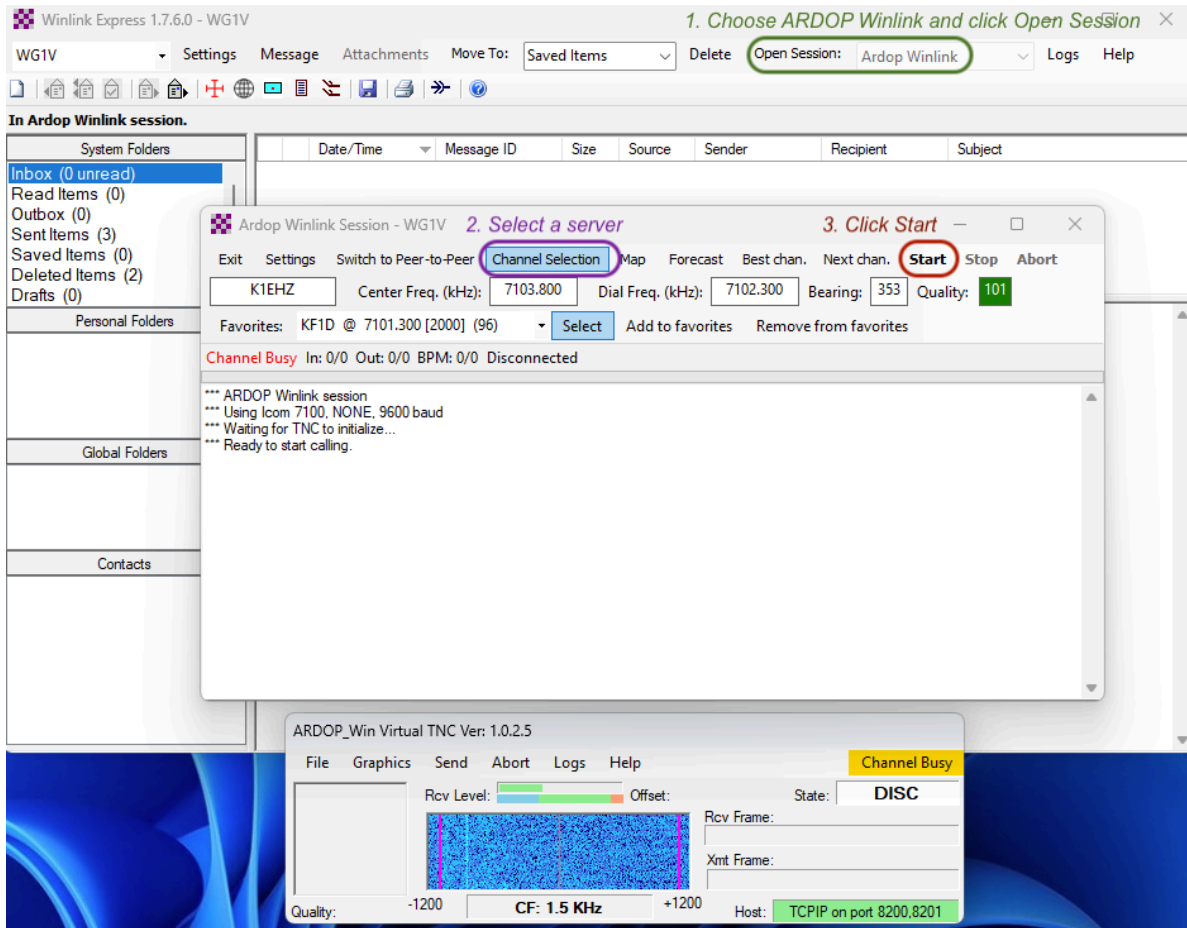 Winlink Express 1.7.6.0 - WG1V
1. Choose ARDOP Winlink and click Open Session
WG1V Settings Message Attachments Move To: Saved Items Delete Open Session: Ardop Winlink Logs Help
In Ardop Winlink session.
System Folders
Date/Time Message ID Size Source Sender Recipient Subject
Inbox (0 unread)
Read Items (0)
Outbox (0)
Sent Items (3)
Saved Items (0)
Deleted Items (2)
Drafts (0)
Personal Folders
Global Folders
Contacts
Ardop Winlink Session - WG1V 2. Select a server 3. Click Start
Exit Settings Switch to Peer-to-Peer Channel Selection Map Forecast Best chan. Next chan. Start Stop Abort
K1EHZ Center Freq. (kHz): 7103.800 Dial Freq. (kHz): 7102.300 Bearing: 353 Quality: 101
Favorites: KF1D @ 7101.300 [2000] (96) Select Add to favorites Remove from favorites
Channel Busy In: 0/0 Out: 0/0 BPM: 0/0 Disconnected
*** ARDOP Winlink session
*** Using Icom 7100, NONE, 9600 baud
*** Waiting for TNC to initialize...
*** Ready to start calling.
ARDOP_Win Virtual TNC Ver: 1.0.2.5
File Graphics Send Abort Logs Help Channel Busy
Rcv Level: Offset: State: DISC
Rcv Frame:
Xmt Frame:
Quality: -1200 CF: 1.5 KHz +1200 Host: TCPIP on port 8200,8201